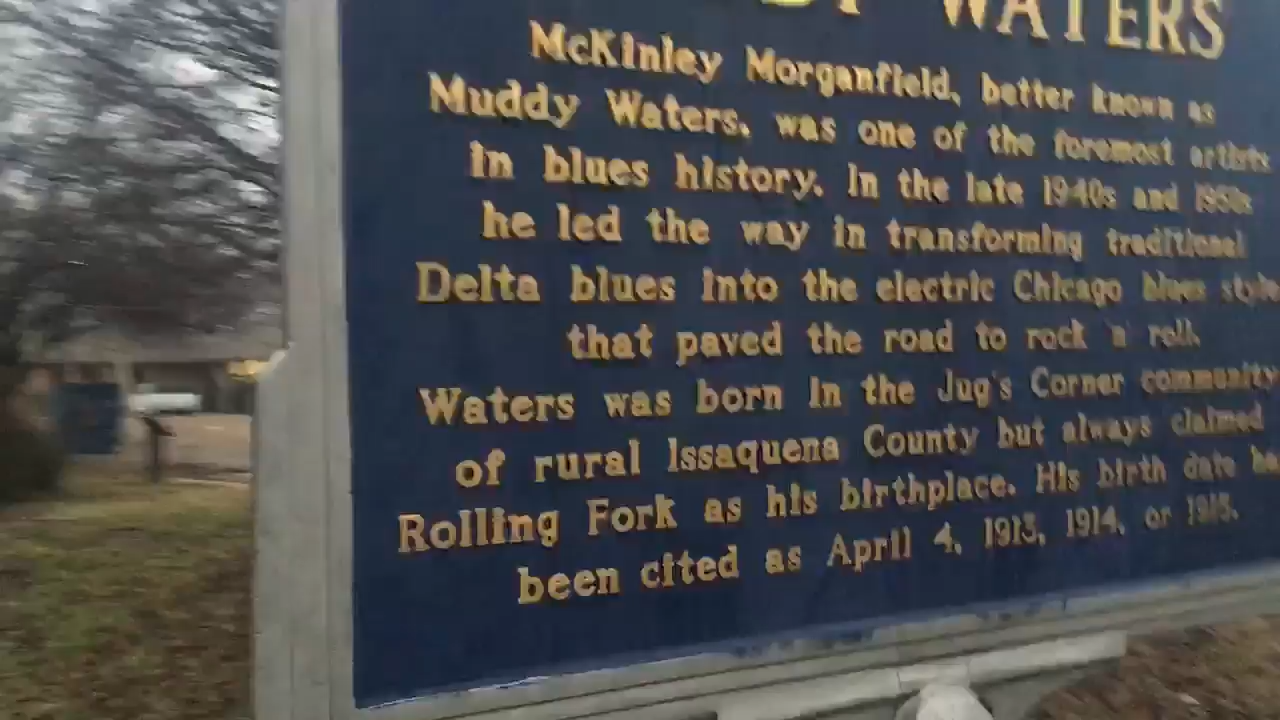 WATERS
McKinley Morganfield, better known as
Muddy Waters, was one of the foremost artists
in blues history. In the late 1940s and 1950s
he led the way in transforming traditional
Delta blues into the electric Chicago blues style
that paved the road to rock 'n' roll.
Waters was born in the Jug's Corner community
of rural Issaquena County but always claimed
Rolling Fork as his birthplace. His birth date
been cited as April 4, 1913, 1914, or 1915.